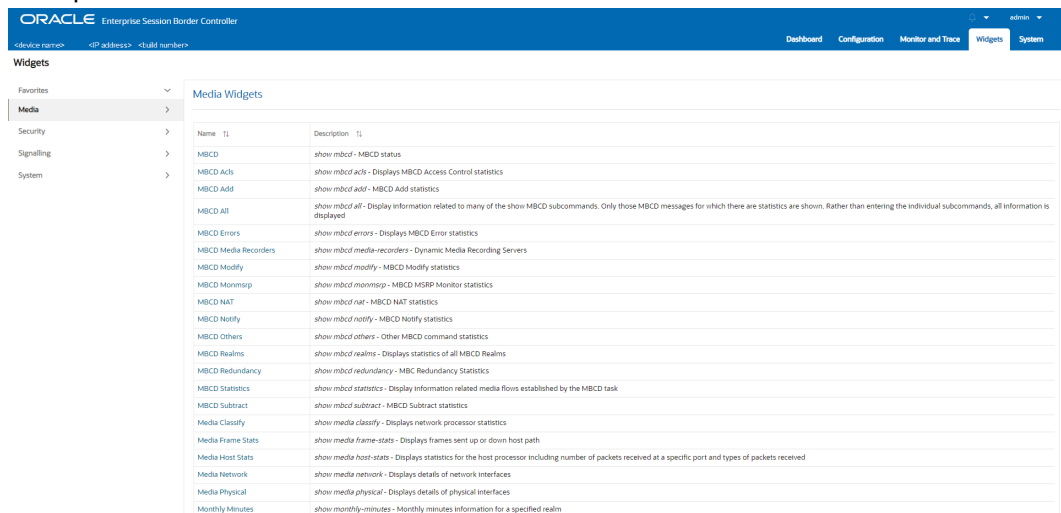 ORACLE Enterprise Session Border Controller
admin
<device name> <IP address> <build number>
Dashboard Configuration Monitor and Trace Widgets System
Widgets
Favorites
Media
Security
Signalling
System
Media Widgets
Name Description
MBCD show mbcd - MBCD status
MBCD Acls show mbcd acls - Displays MBCD Access Control statistics
MBCD Add show mbcd add - MBCD Add statistics
MBCD All show mbcd all - Display information related to many of the show MBCD subcommands. Only those MBCD messages for which there are statistics are shown. Rather than entering the individual subcommands, all information is
displayed
MBCD Errors show mbcd errors - Displays MBCD Error statistics
MBCD Media Recorders show mbcd media-recorders - Dynamic Media Recording Servers
MBCD Modify show mbcd modify - MBCD Modify statistics
MBCD Monmsrp show mbcd monmsrp - MBCD MSRP Monitor statistics
MBCD NAT show mbcd nat - MBCD NAT statistics
MBCD Notify show mbcd notify - MBCD Notify statistics
MBCD Others show mbcd others - Other MBCD command statistics
MBCD Realms show mbcd realms - Displays statistics of all MBCD Realms
MBCD Redundancy show mbcd redundancy - MBC Redundancy Statistics
MBCD Statistics show mbcd statistics - Display information related media flows established by the MBCD task
MBCD Subtract show mbcd subtract - MBCD Subtract statistics
Media Classify show media classify - Displays network processor statistics
Media Frame Stats show media frame-stats - Displays frames sent up or down host path
Media Host Stats show media host-stats - Displays statistics for the host processor including number of packets received at a specific port and types of packets received
Media Network show media network - Displays details of network interfaces
Media Physical show media physical - Displays details of physical interfaces
Monthly Minutes show monthly-minutes - Monthly minutes information for a specified realm